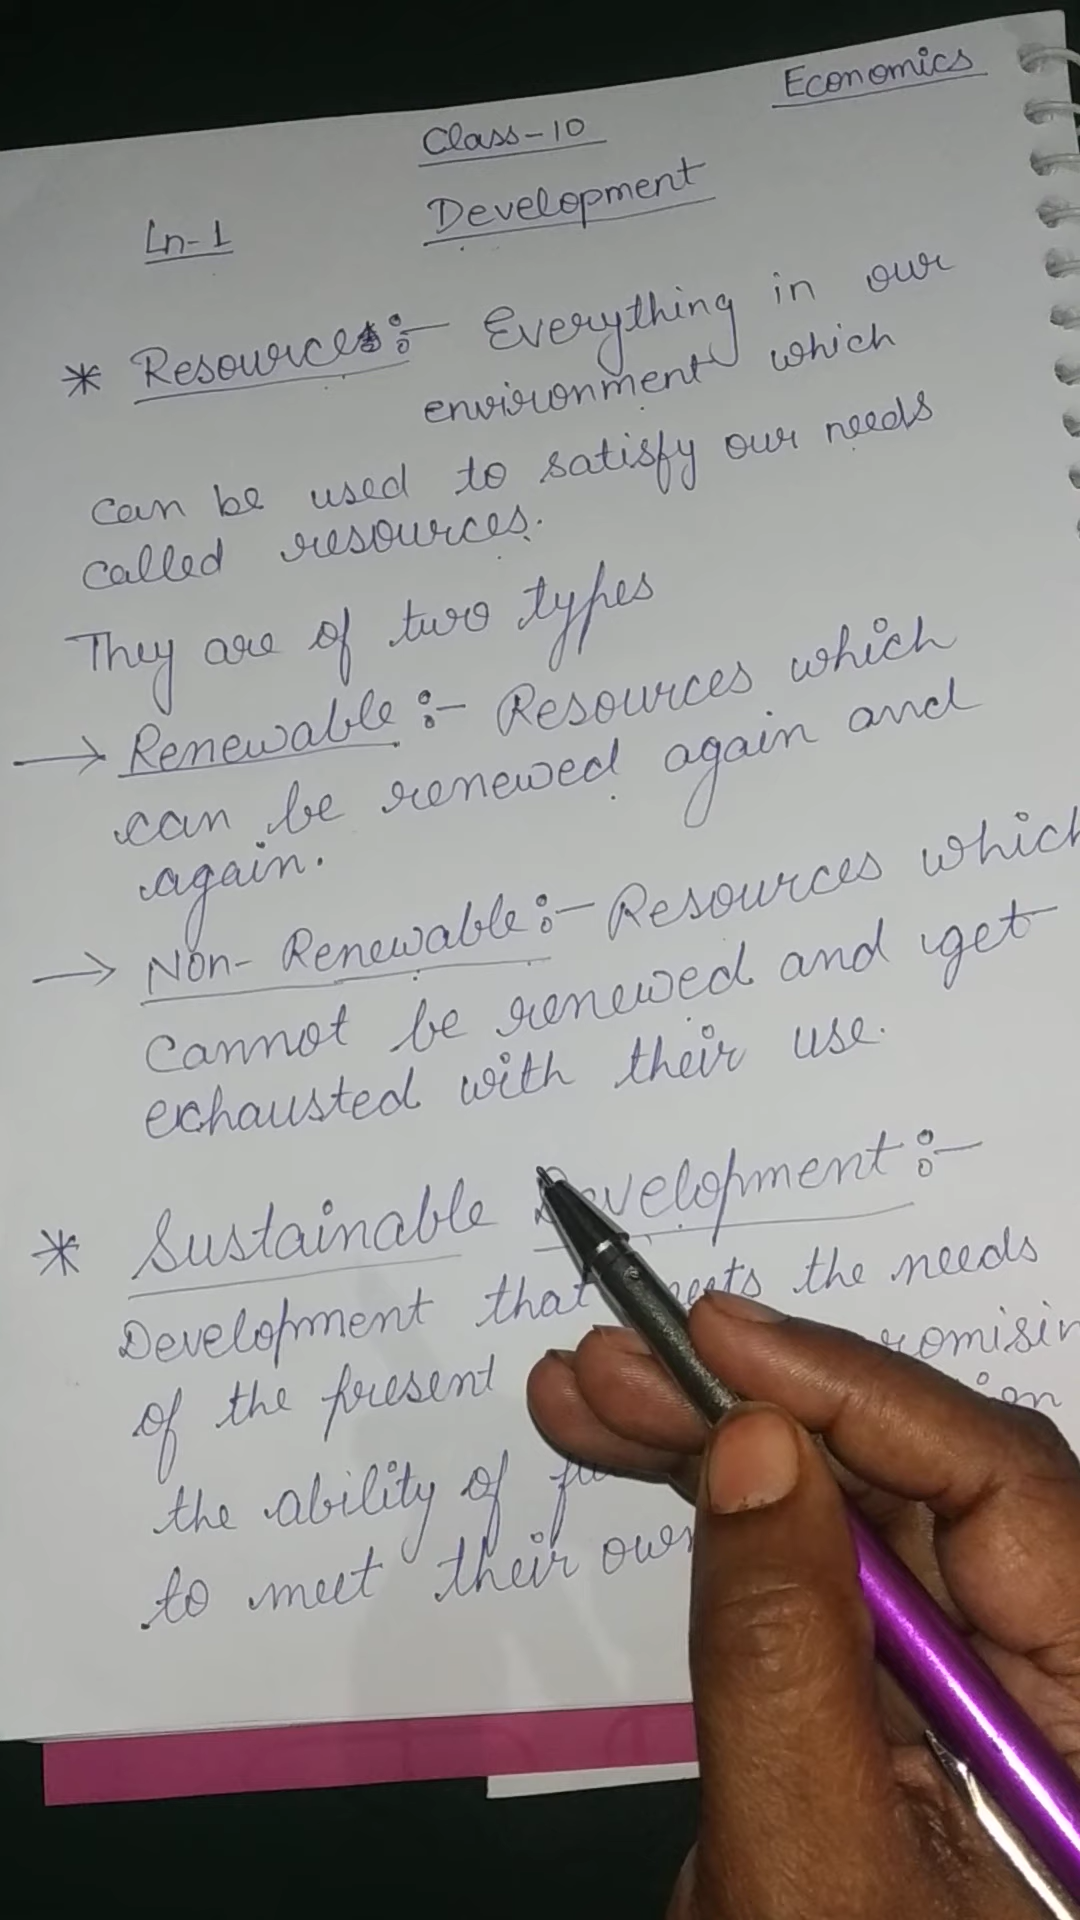 Economics
Class-10
Ln-1 Development
* Resources:- Everything in our
environment which
can be used to satisfy our needs
called resources.
They are of two types
→ Renewable:- Resources which
can be renewed again and
again.
→ Non-Renewable:- Resources which
cannot be renewed and get
exhausted with their use.
* Sustainable Development:-
Development that meets the needs
of the present
the ability of
to meet their own